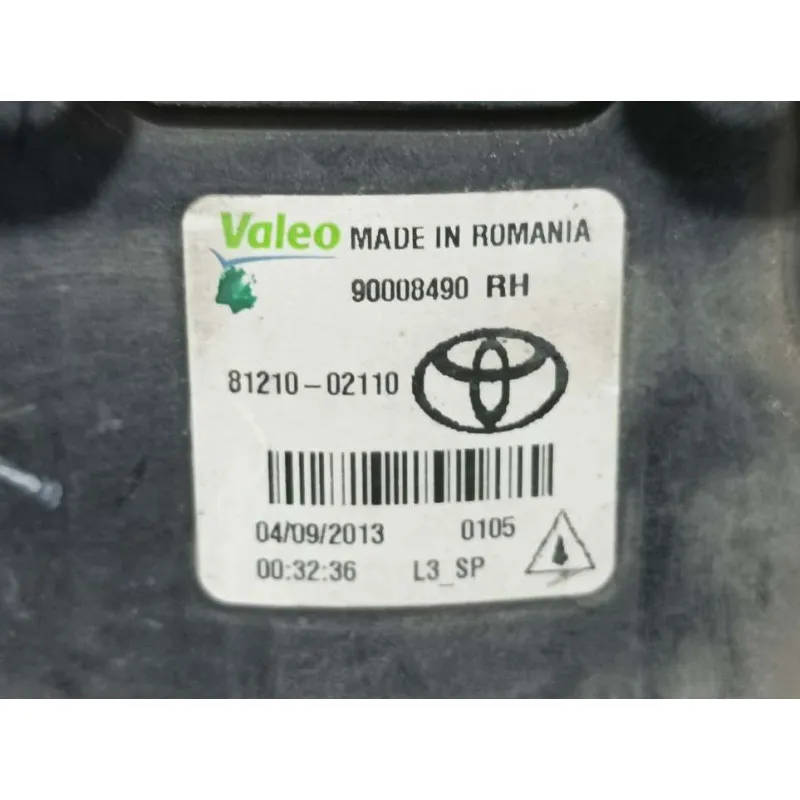 Valeo MADE IN ROMANIA
90008490 RH
81210-02110
04/09/2013 0105
00:32:36 L3_SP